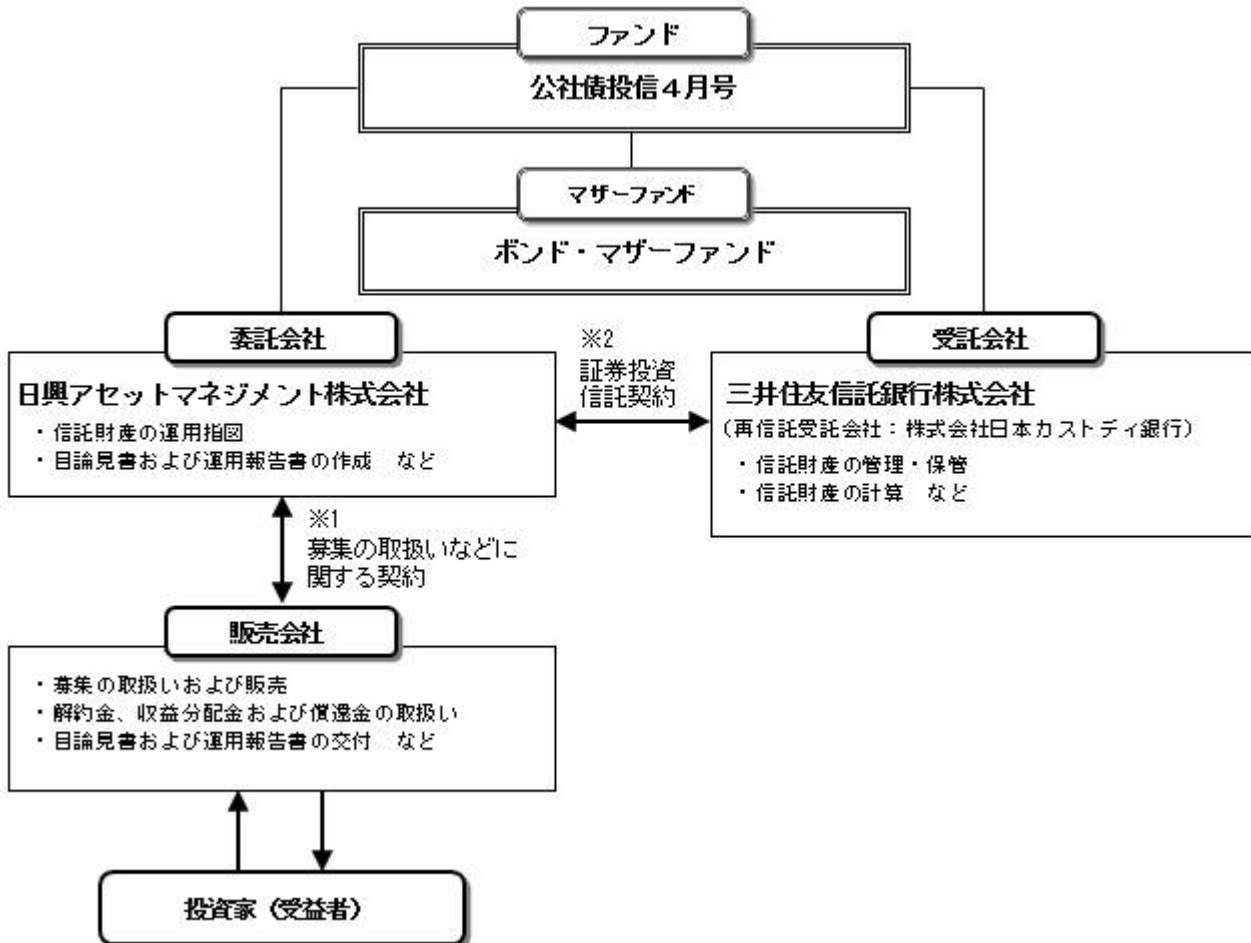 ファンド
公社債投信４月号
マザーファンド
ボンド・マザーファンド
委託会社
日興アセットマネジメント株式会社
・信託財産の運用指図
・目論見書および運用報告書の作成　など
※2
証券投資
信託契約
受託会社
三井住友信託銀行株式会社
（再信託受託会社：株式会社日本カストディ銀行）
・信託財産の管理・保管
・信託財産の計算　など
※1
募集の取扱いなどに
関する契約
販売会社
・募集の取扱いおよび販売
・解約金、収益分配金および償還金の取扱い
・目論見書および運用報告書の交付　など
投資家（受益者）